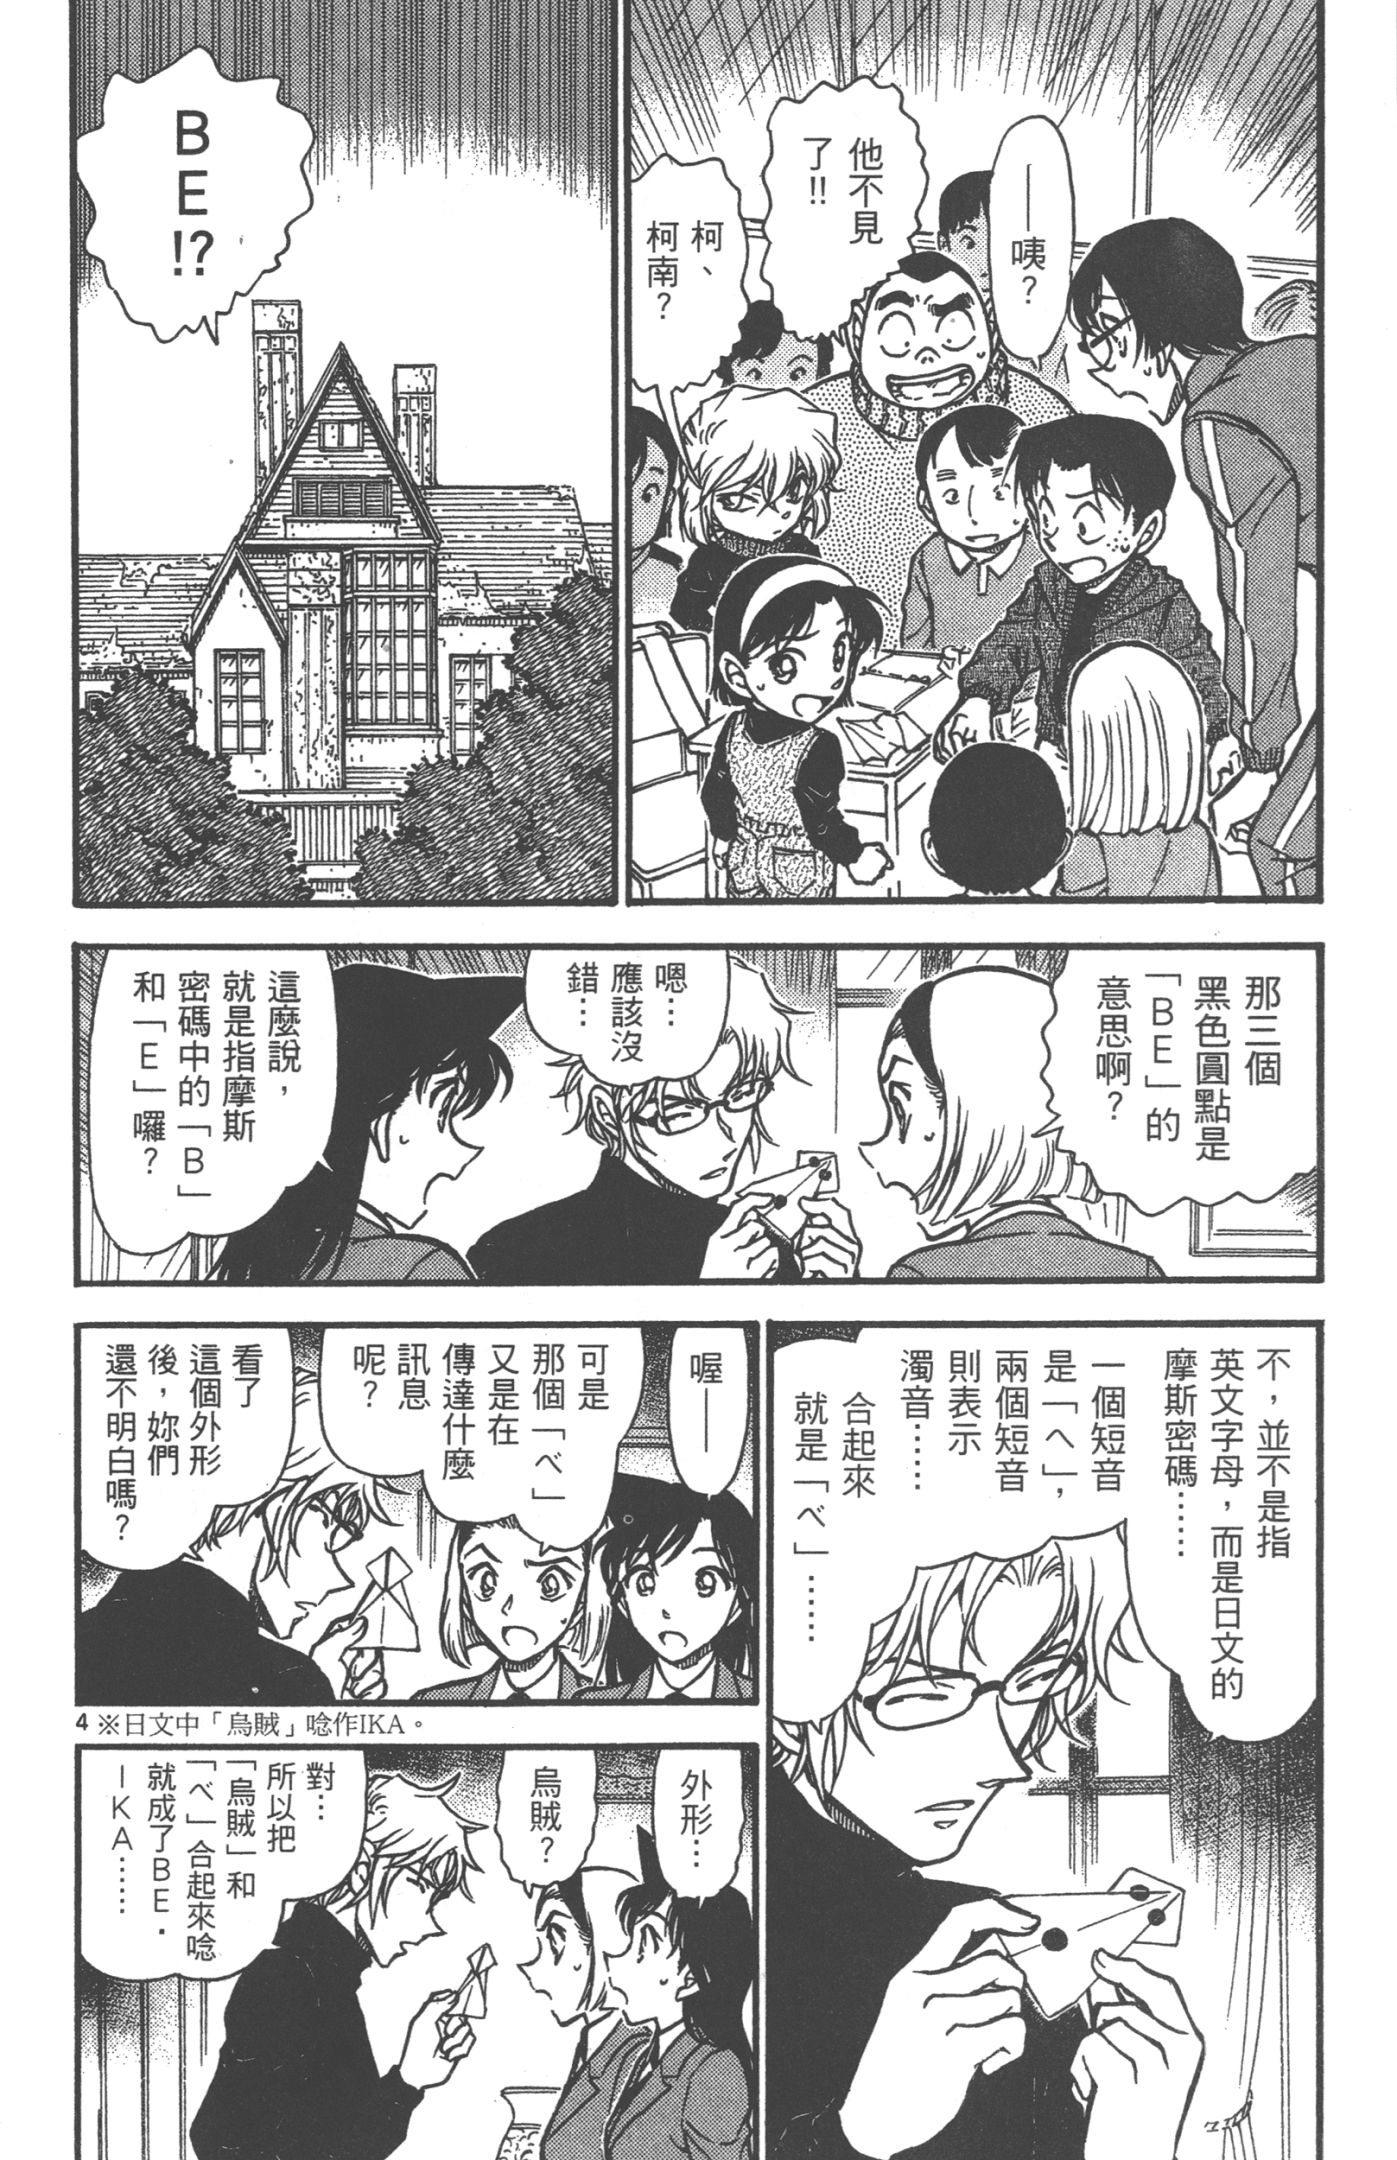 ——咦？
他不見
了!!
柯、
柯南？
BE!?
那三個
黑色圓點是
「BE」的
意思啊？
嗯…
應該沒
錯…
這麼說，
就是指摩斯
密碼中的「B」
和「E」囉？
不，並不是指
英文字母，而是日文的
摩斯密碼……
一個短音
是「ヘ」，
兩個短音
則表示
濁音……
合起來
就是「べ」……
喔——
可是
那個「べ」
又是在
傳達什麼
訊息
呢？
看了
這個外形
後，妳們
還不明白嗎？
4
※日文中「烏賊」唸作IKA。
外形…
烏賊？
對…
所以把
「烏賊」和
「べ」合起來唸
就成了BE．
IKA……